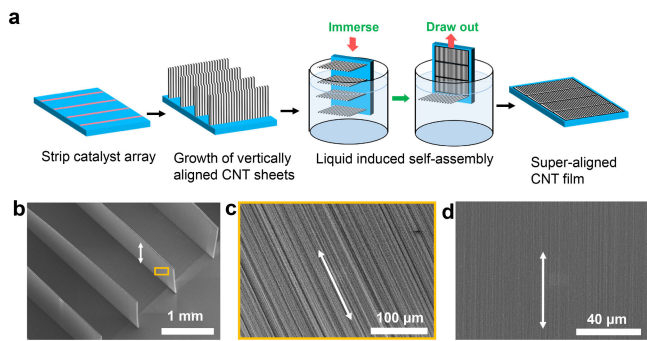 a
Immerse
Draw out
Strip catalyst array
Growth of vertically
aligned CNT sheets
Liquid induced self-assembly
Super-aligned
CNT film
b
1 mm
c
100 µm
d
40 µm